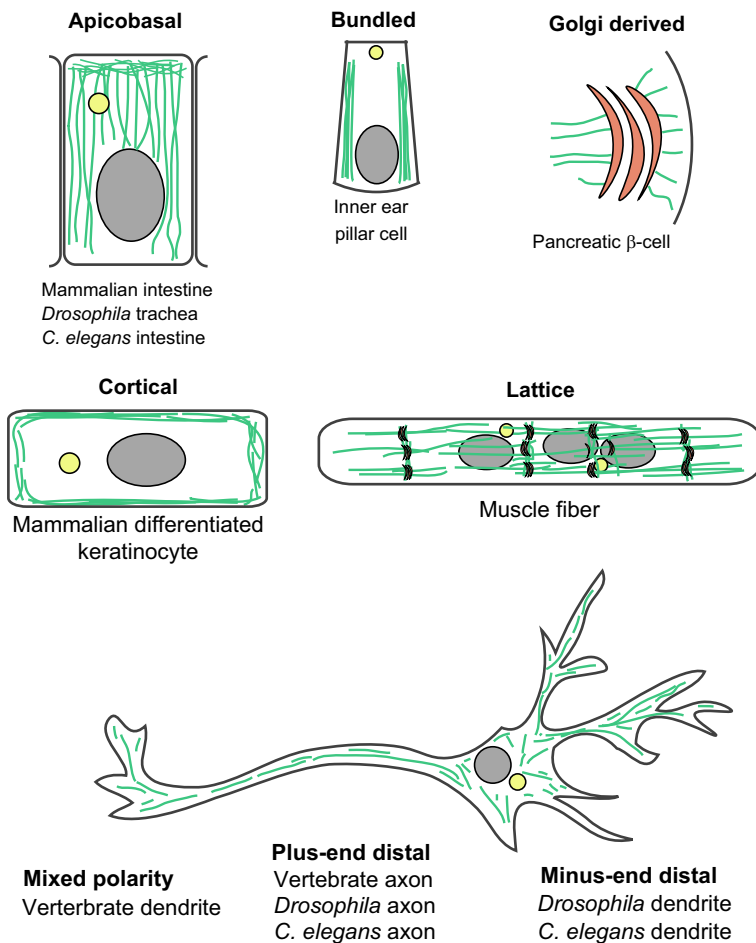 Apicobasal
Mammalian intestine
Drosophila trachea
C. elegans intestine
Bundled
Inner ear
pillar cell
Golgi derived
Pancreatic β-cell
Cortical
Mammalian differentiated
keratinocyte
Lattice
Muscle fiber
Mixed polarity
Verterbrate dendrite
Plus-end distal
Vertebrate axon
Drosophila axon
C. elegans axon
Minus-end distal
Drosophila dendrite
C. elegans dendrite